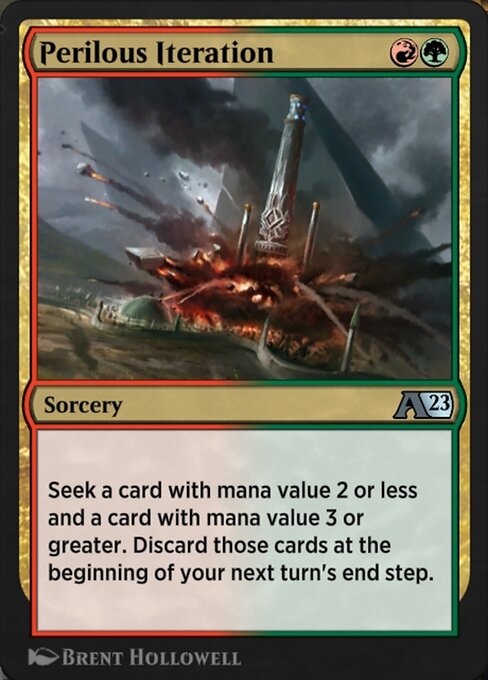 Perilous Iteration
Sorcery
A23
Seek a card with mana value 2 or less
and a card with mana value 3 or
greater. Discard those cards at the
beginning of your next turn's end step.
Brent Hollowell